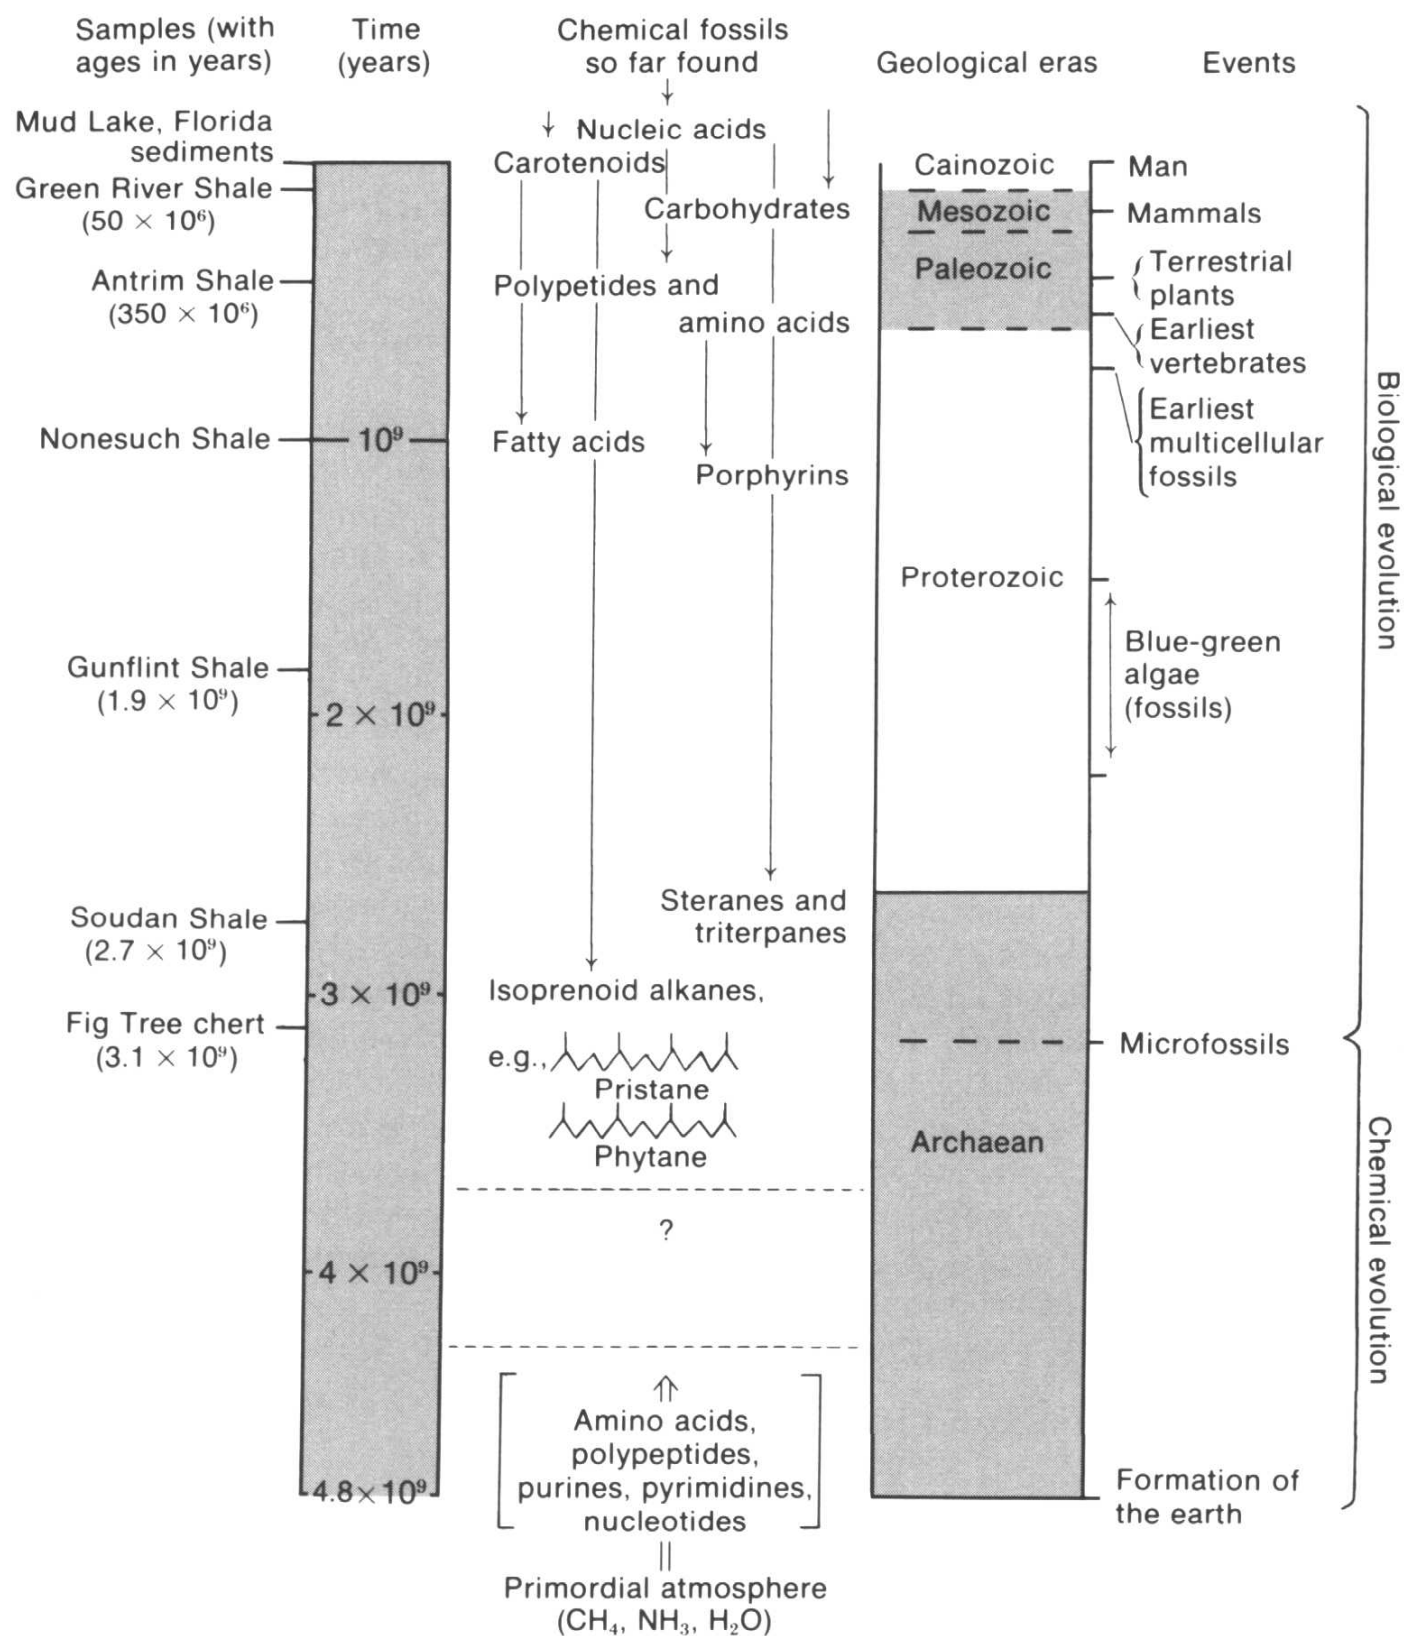 Samples (with
ages in years)
Time
(years)
Chemical fossils
so far found
Geological eras
Events
Mud Lake, Florida
sediments
Green River Shale
(50 × 10⁶)
Antrim Shale
(350 × 10⁶)
Nonesuch Shale
Gunflint Shale
(1.9 × 10⁹)
Soudan Shale
(2.7 × 10⁹)
Fig Tree chert
(3.1 × 10⁹)
10⁹
2 × 10⁹
3 × 10⁹
4 × 10⁹
4.8 × 10⁹
Nucleic acids
Carotenoids
Carbohydrates
Polypetides and
amino acids
Fatty acids
Porphyrins
Steranes and
triterpanes
Isoprenoid alkanes,
e.g.,
Pristane
Phytane
?
Amino acids,
polypeptides,
purines, pyrimidines,
nucleotides
Primordial atmosphere
(CH₄, NH₃, H₂O)
Cainozoic
Mesozoic
Paleozoic
Proterozoic
Archaean
Man
Mammals
Terrestrial
plants
Earliest
vertebrates
Earliest
multicellular
fossils
Blue-green
algae
(fossils)
Microfossils
Formation of
the earth
Biological evolution
Chemical evolution